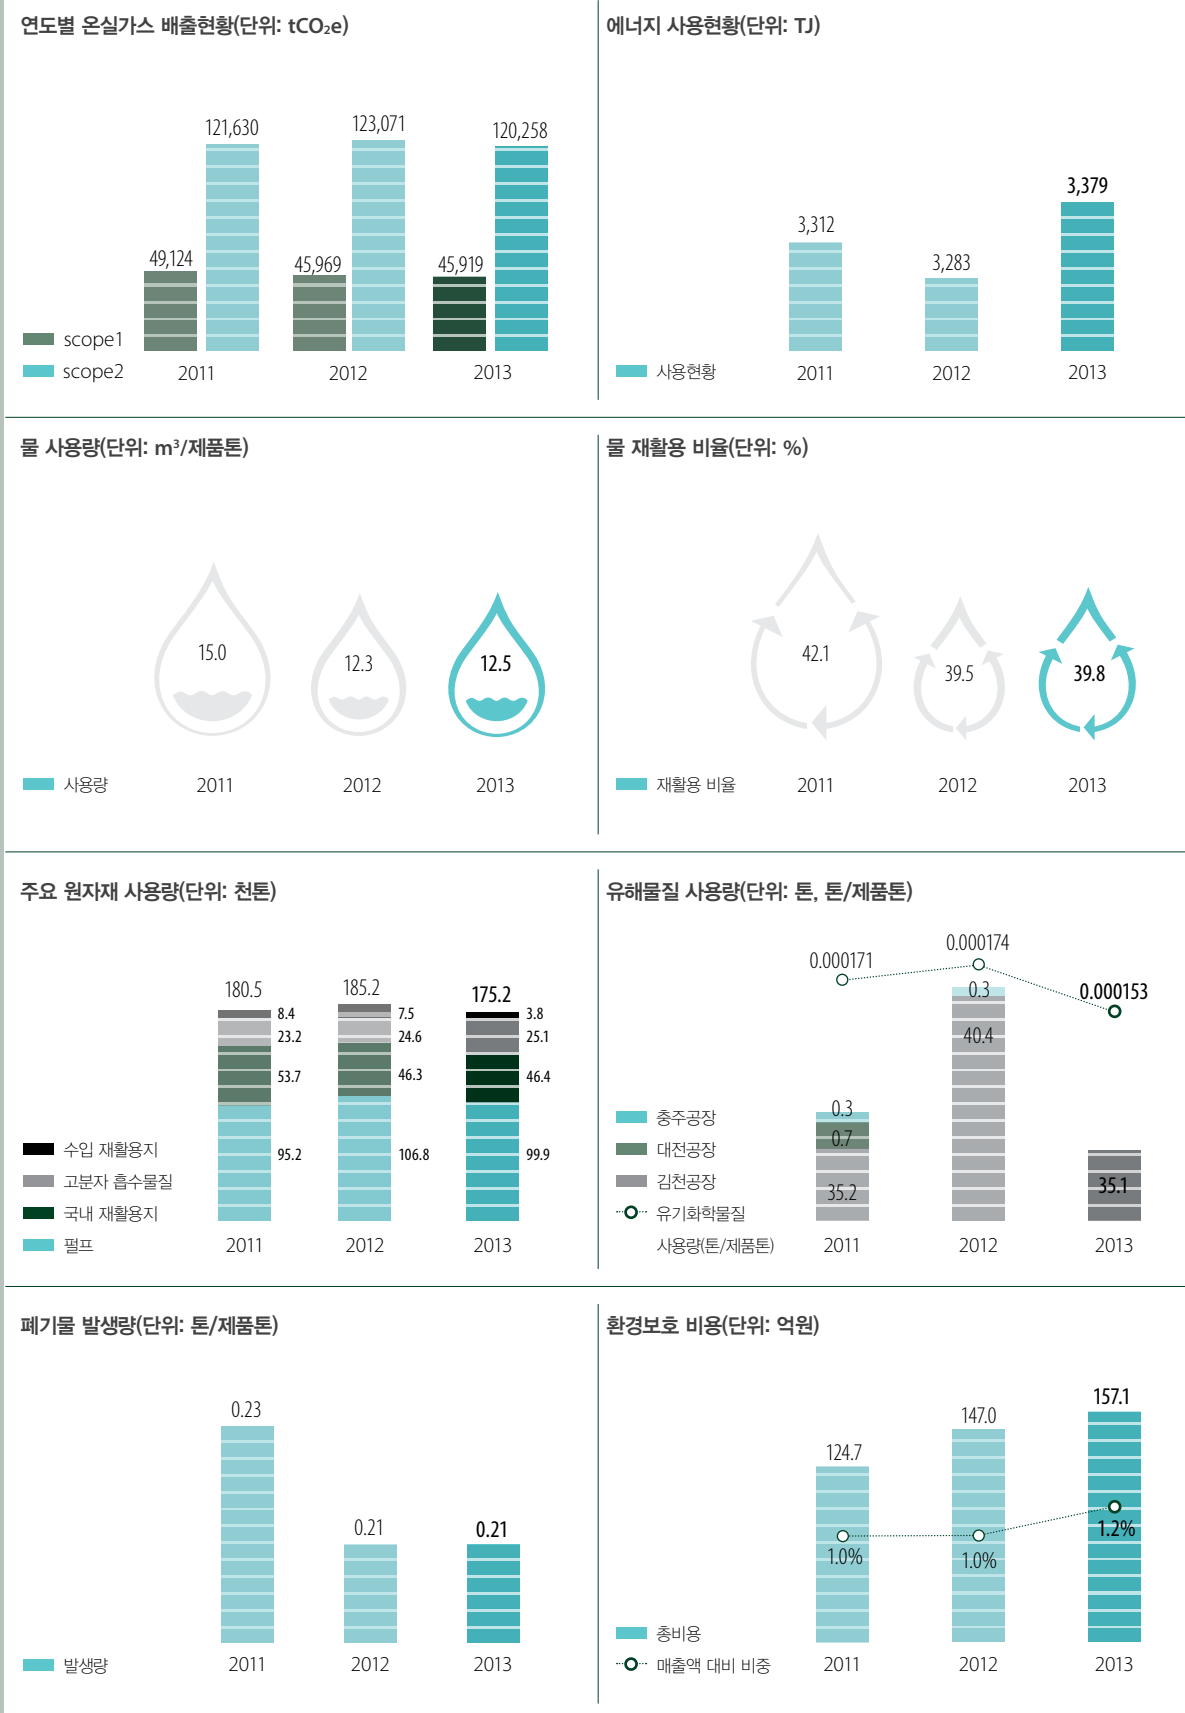 연도별 온실가스 배출현황(단위: tCO₂e)
121,630
123,071
120,258
49,124
45,969
45,919
scope1
scope2
2011
2012
2013
에너지 사용현황(단위: TJ)
3,312
3,283
3,379
사용현황
2011
2012
2013
물 사용량(단위: m³/제품톤)
15.0
12.3
12.5
사용량
2011
2012
2013
물 재활용 비율(단위: %)
42.1
39.5
39.8
재활용 비율
2011
2012
2013
주요 원자재 사용량(단위: 천톤)
180.5
185.2
175.2
8.4
7.5
3.8
23.2
24.6
25.1
53.7
46.3
46.4
95.2
106.8
99.9
수입 재활용지
고분자 흡수물질
국내 재활용지
펄프
2011
2012
2013
유해물질 사용량(단위: 톤, 톤/제품톤)
0.000171
0.000174
0.000153
0.3
40.4
0.3
0.7
35.2
35.1
충주공장
대전공장
김천공장
유기화학물질
사용량(톤/제품톤)
2011
2012
2013
폐기물 발생량(단위: 톤/제품톤)
0.23
0.21
0.21
발생량
2011
2012
2013
환경보호 비용(단위: 억원)
124.7
147.0
157.1
1.0%
1.0%
1.2%
총비용
매출액 대비 비중
2011
2012
2013